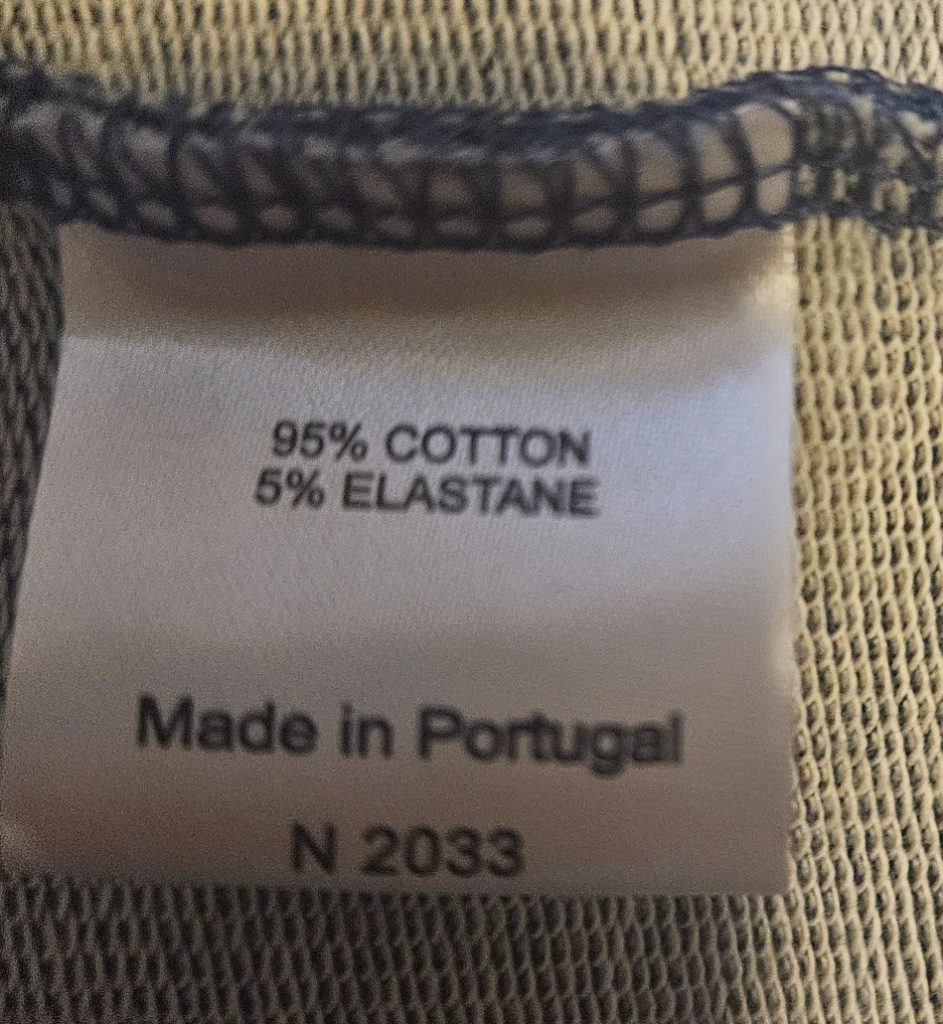 95% COTTON
5% ELASTANE
Made in Portugal
N 2033